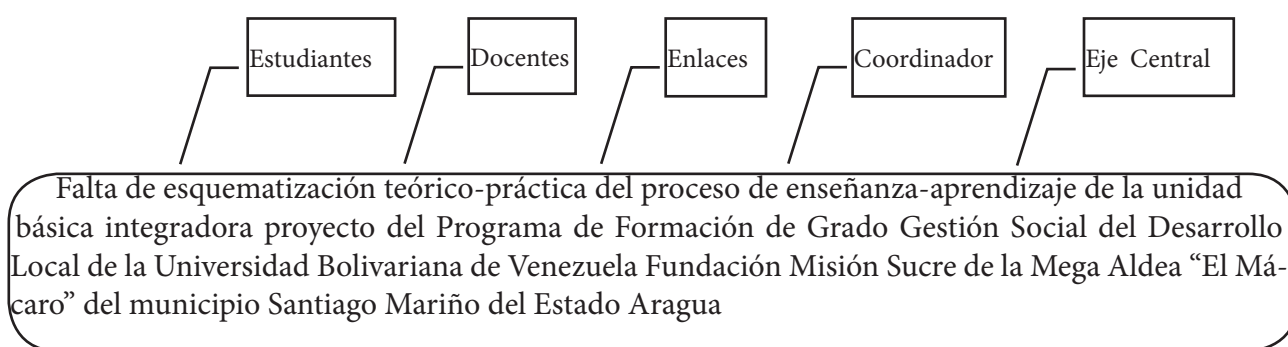 Estudiantes
Docentes
Enlaces
Coordinador
Eje Central
Falta de esquematización teórico-práctica del proceso de enseñanza-aprendizaje de la unidad
básica integradora proyecto del Programa de Formación de Grado Gestión Social del Desarrollo
Local de la Universidad Bolivariana de Venezuela Fundación Misión Sucre de la Mega Aldea “El Má-
caro” del municipio Santiago Mariño del Estado Aragua